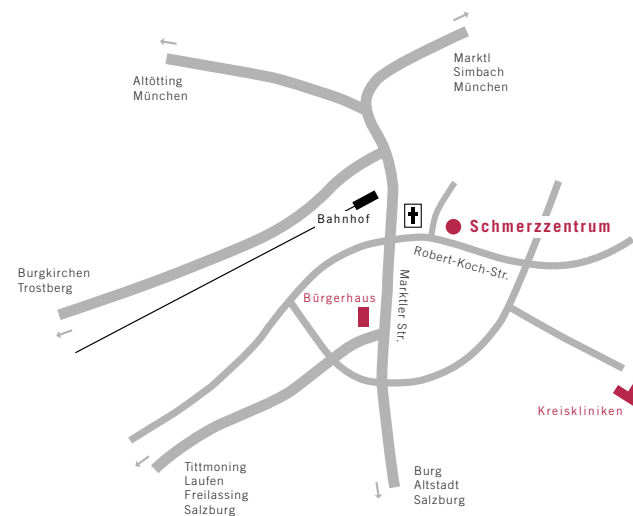 Marktl
Simbach
München
Altötting
München
Bahnhof
Schmerzzentrum
Robert-Koch-Str.
Burgkirchen
Trostberg
Marktler Str.
Bürgerhaus
Kreiskliniken
Tittmoning
Laufen
Freilassing
Salzburg
Burg
Altstadt
Salzburg